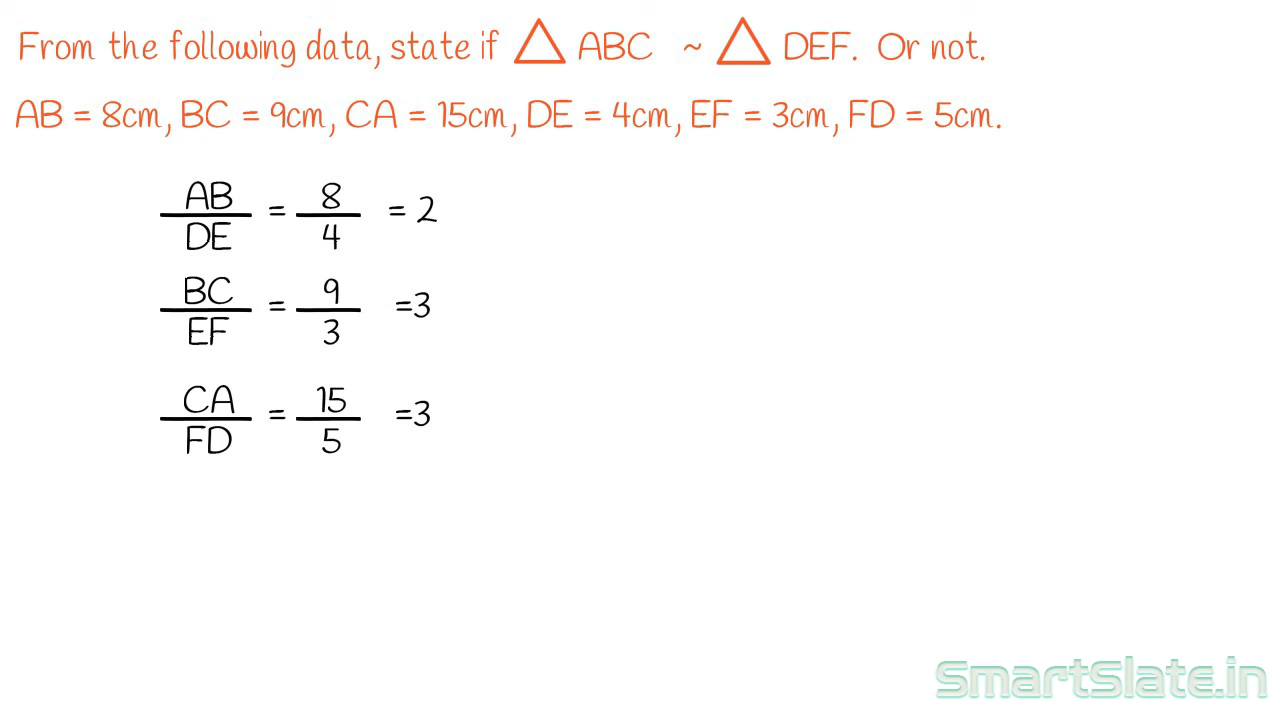 From the following data, state if △ ABC ~ △ DEF. Or not.
AB = 8cm, BC = 9cm, CA = 15cm, DE = 4cm, EF = 3cm, FD = 5cm.
AB/DE = 8/4 = 2
BC/EF = 9/3 =3
CA/FD = 15/5 =3
SmartSlate.in